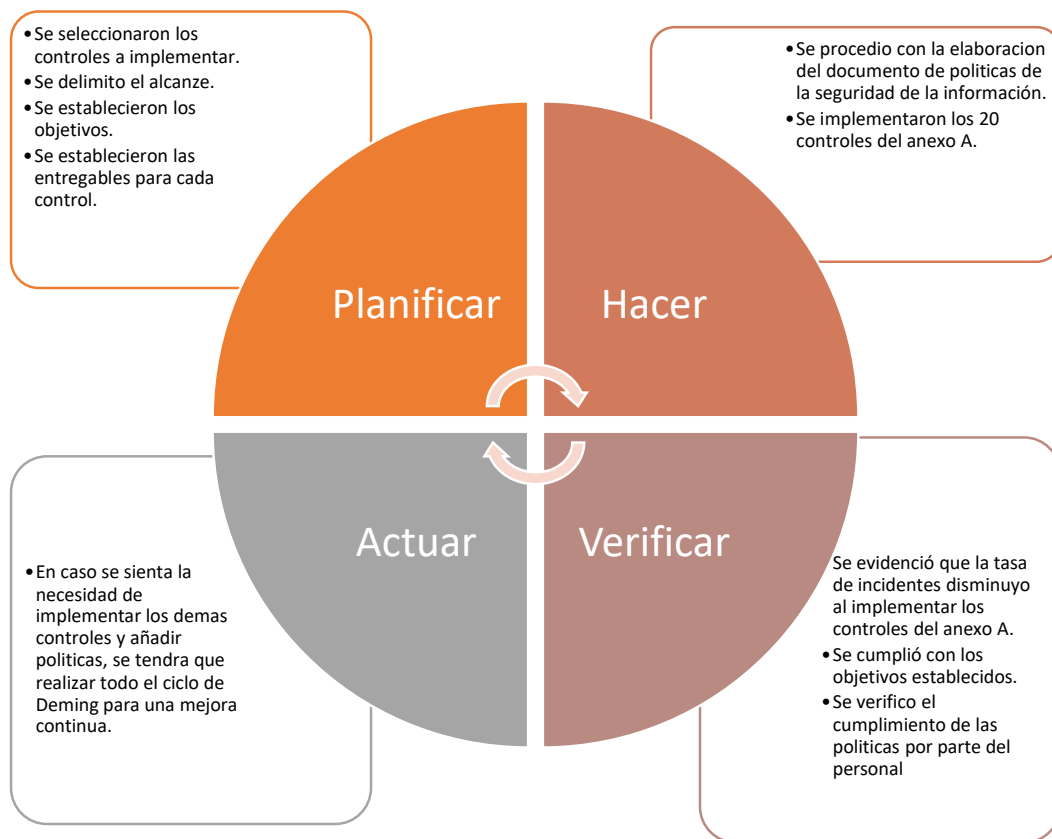 •Se seleccionaron los
controles a implementar.
•Se delimito el alcanze.
•Se establecieron los
objetivos.
•Se establecieron las
entregables para cada
control.
•Se procedio con la elaboracion
del documento de politicas de
la seguridad de la información.
•Se implementaron los 20
controles del anexo A.
Planificar
Hacer
Actuar
Verificar
•En caso se sienta la
necesidad de
implementar los demas
controles y añadir
politicas, se tendra que
realizar todo el ciclo de
Deming para una mejora
continua.
Se evidenció que la tasa
de incidentes disminuyo
al implementar los
controles del anexo A.
•Se cumplió con los
objetivos establecidos.
•Se verifico el
cumplimiento de las
politicas por parte del
personal